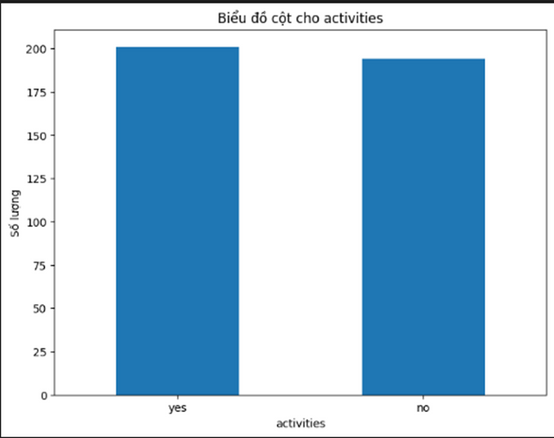 Biểu đồ cột cho activities
200
175
150
125
100
75
50
25
0
Số lượng
yes no
activities